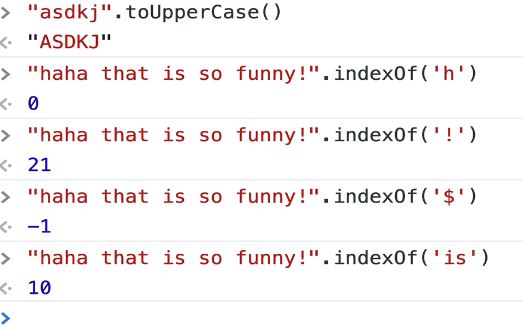 > "asdkj".toUpperCase()
<· "ASDKJ"
> "haha that is so funny!".indexOf('h')
<· 0
> "haha that is so funny!".indexOf('!')
<· 21
> "haha that is so funny!".indexOf('$')
<· -1
> "haha that is so funny!".indexOf('is')
<· 10
>